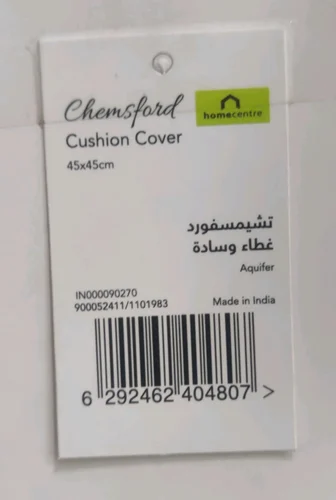 Chemsford
homecentre
Cushion Cover
45x45cm
تشيمسفورد
غطاء وسادة
Aquifer
IN000090270
900052411/1101983
Made in India
6 292462 404807 >